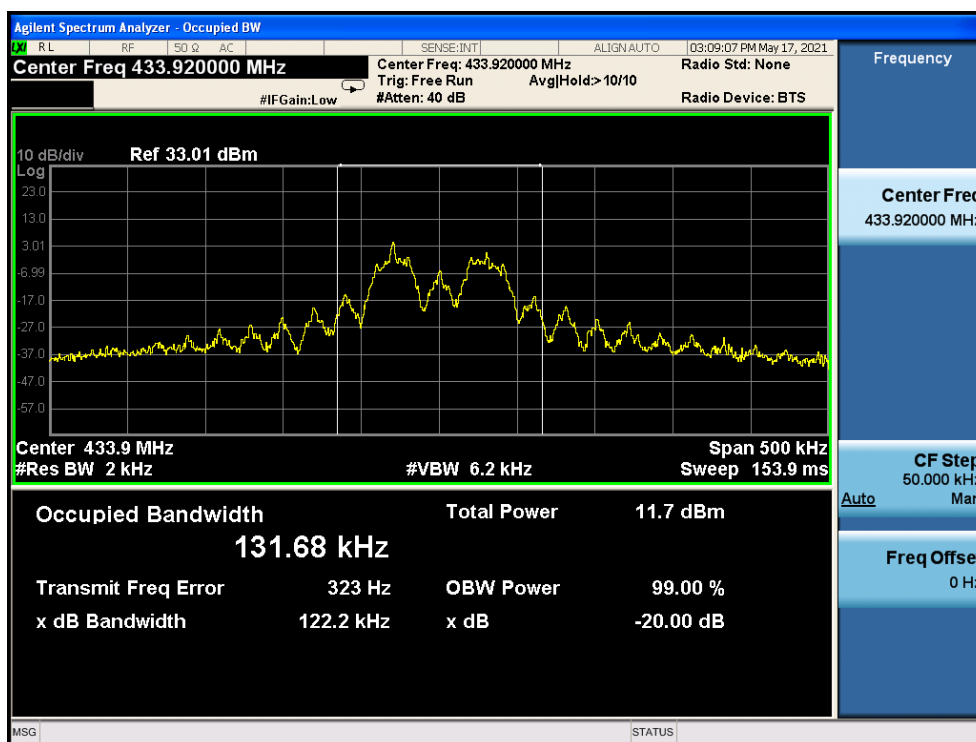 Agilent Spectrum Analyzer - Occupied BW
LXI RL RF 50 Ω AC SENSE:INT ALIGN AUTO 03:09:07 PM May 17, 2021
Center Freq 433.920000 MHz
Center Freq: 433.920000 MHz
Radio Std: None
Trig: Free Run Avg|Hold:> 10/10
#IFGain:Low
#Atten: 40 dB
Radio Device: BTS
10 dB/div Ref 33.01 dBm
Log
23.0
13.0
3.01
-6.99
-17.0
-27.0
-37.0
-47.0
-57.0
Center 433.9 MHz Span 500 kHz
#Res BW 2 kHz #VBW 6.2 kHz Sweep 153.9 ms
Occupied Bandwidth Total Power 11.7 dBm
131.68 kHz
Transmit Freq Error 323 Hz OBW Power 99.00 %
x dB Bandwidth 122.2 kHz x dB -20.00 dB
MSG STATUS
Frequency
Center Freq
433.920000 MHz
CF Step
50.000 kHz
Auto Man
Freq Offse
0 Hz